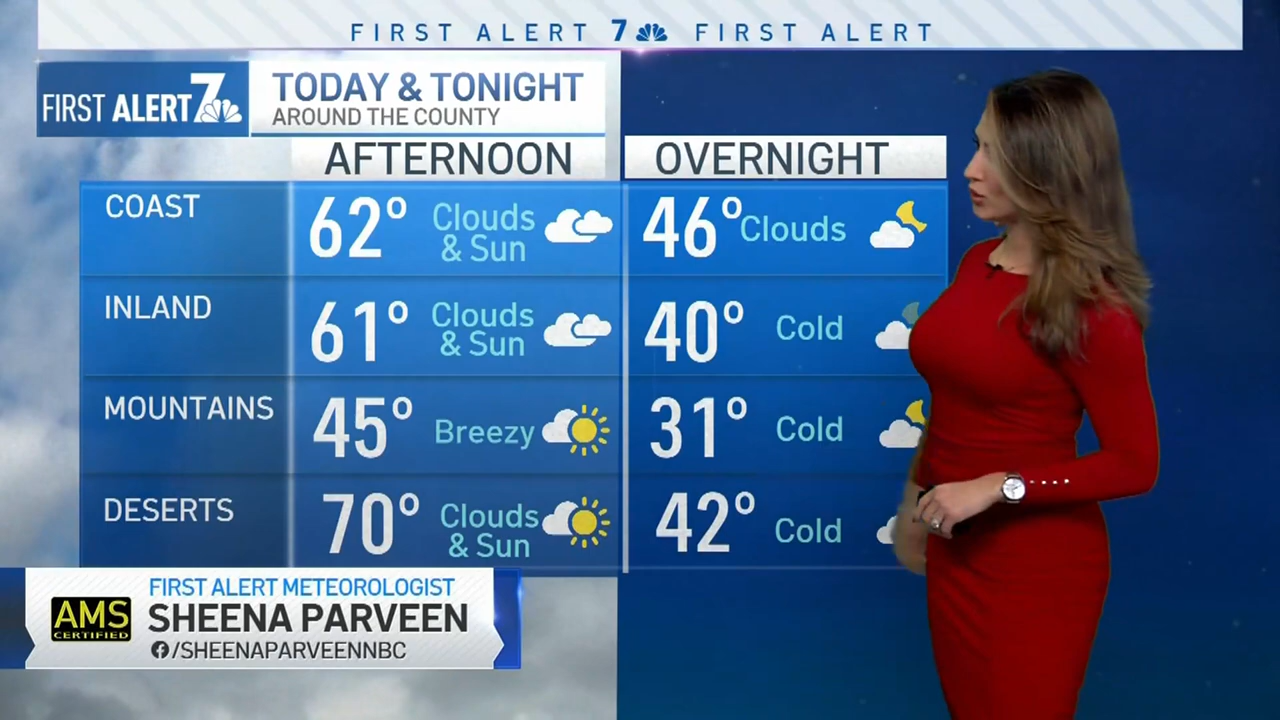 FIRST ALERT 7 FIRST ALERT
FIRST ALERT 7
TODAY & TONIGHT
AROUND THE COUNTY
AFTERNOON OVERNIGHT
COAST 62° Clouds & Sun 46° Clouds
INLAND 61° Clouds & Sun 40° Cold
MOUNTAINS 45° Breezy 31° Cold
DESERTS 70° Clouds & Sun 42° Cold
AMS CERTIFIED
FIRST ALERT METEOROLOGIST
SHEENA PARVEEN
/SHEENAPARVEENNBC